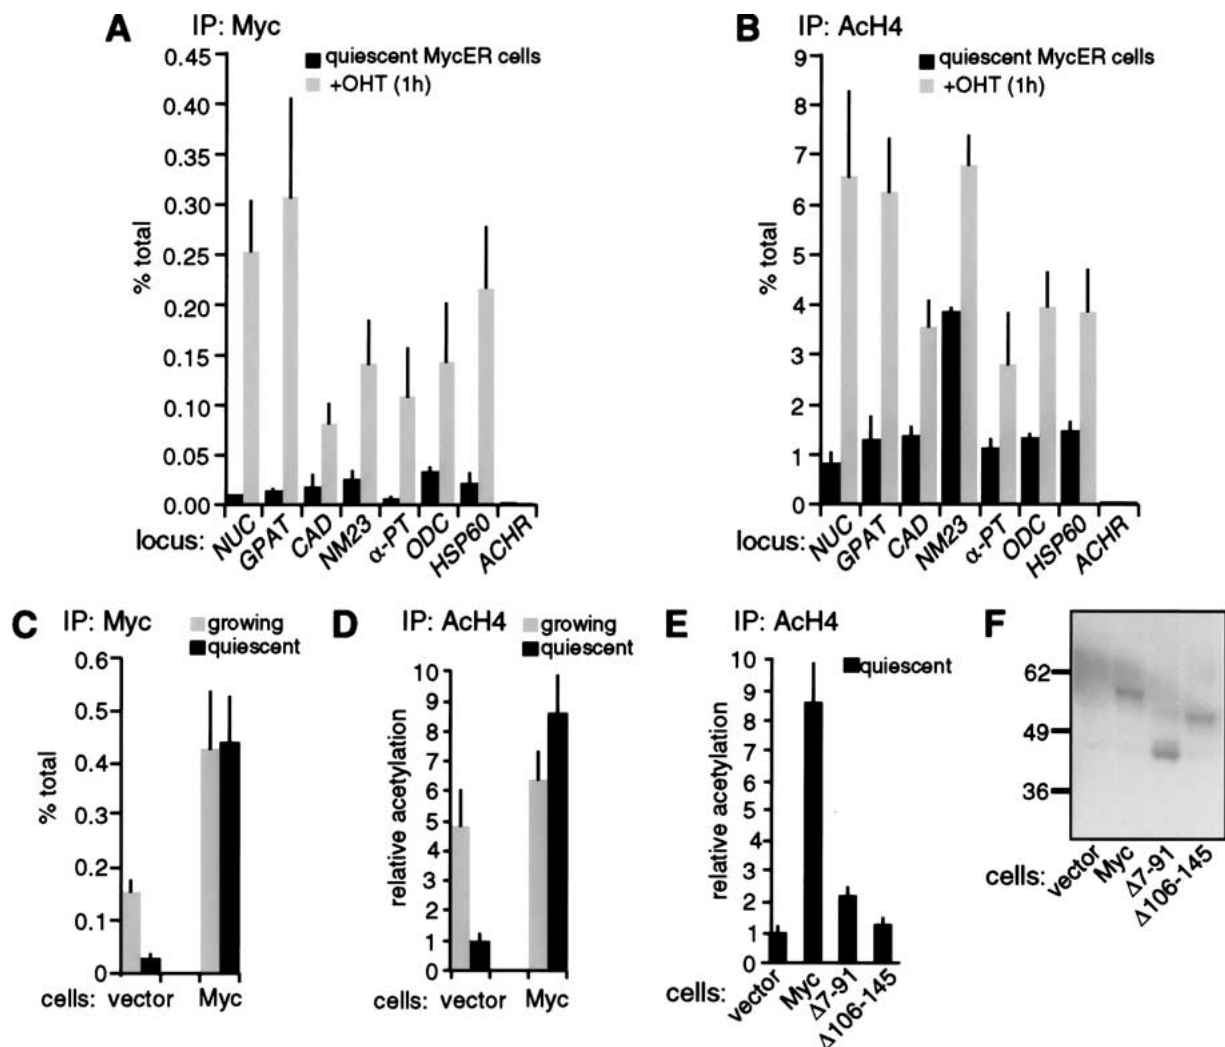 A IP: Myc
quiescent MycER cells
+OHT (1h)
0.45
0.40
0.35
0.30
0.25
0.20
0.15
0.10
0.05
0.00
% total
locus: NUC GPAT CAD NM23 α-PT ODC HSP60 ACHR
B IP: AcH4
quiescent MycER cells
+OHT (1h)
9
8
7
6
5
4
3
2
1
0
% total
locus: NUC GPAT CAD NM23 α-PT ODC HSP60 ACHR
C IP: Myc
growing
quiescent
0.6
0.5
0.4
0.3
0.2
0.1
0
% total
cells: vector Myc
D IP: AcH4
growing
quiescent
10
9
8
7
6
5
4
3
2
1
0
relative acetylation
cells: vector Myc
E IP: AcH4
quiescent
10
9
8
7
6
5
4
3
2
1
0
relative acetylation
cells: vector Myc Δ7-91 Δ106-145
F
62
49
36
cells: vector Myc Δ7-91 Δ106-145